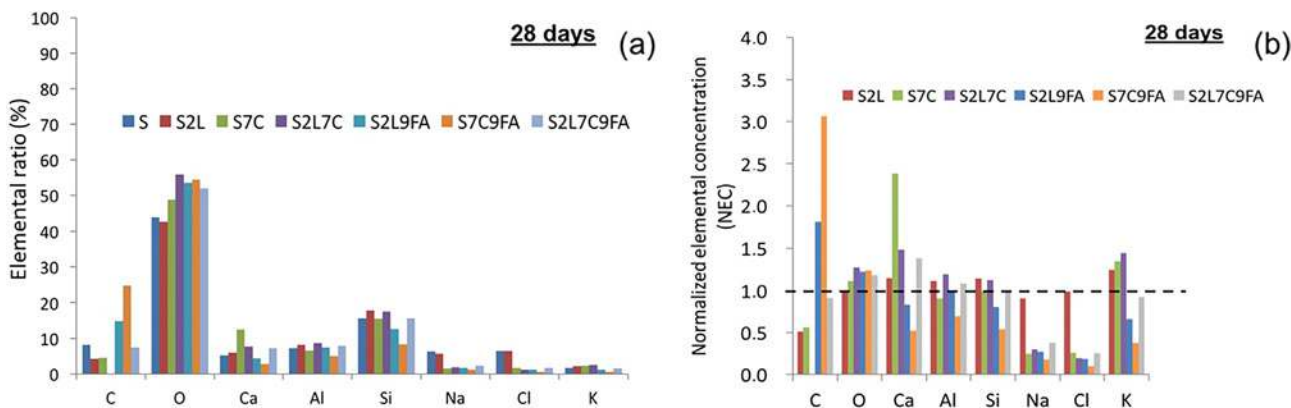 28 days (a)
Elemental ratio (%)
100
90
80
70
60
50
40
30
20
10
0
S S2L S7C S2L7C S2L9FA S7C9FA S2L7C9FA
C O Ca Al Si Na Cl K
28 days (b)
Normalized elemental concentration
(NEC)
4.0
3.5
3.0
2.5
2.0
1.5
1.0
0.5
0.0
S2L S7C S2L7C S2L9FA S7C9FA S2L7C9FA
C O Ca Al Si Na Cl K